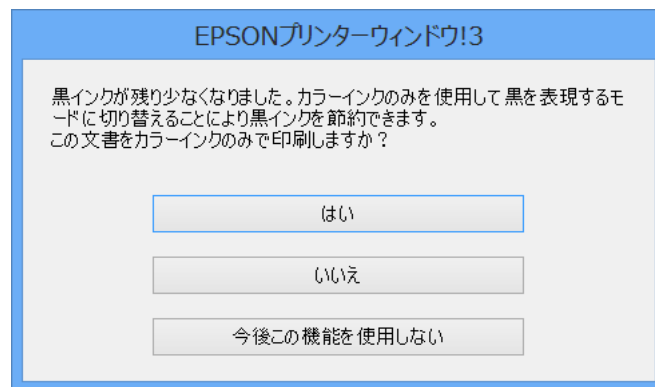 EPSONプリンターウィンドウ!3
黒インクが残り少なくなりました。カラーインクのみを使用して黒を表現するモ
ードに切り替えることにより黒インクを節約できます。
この文書をカラーインクのみで印刷しますか？
はい
いいえ
今後この機能を使用しない